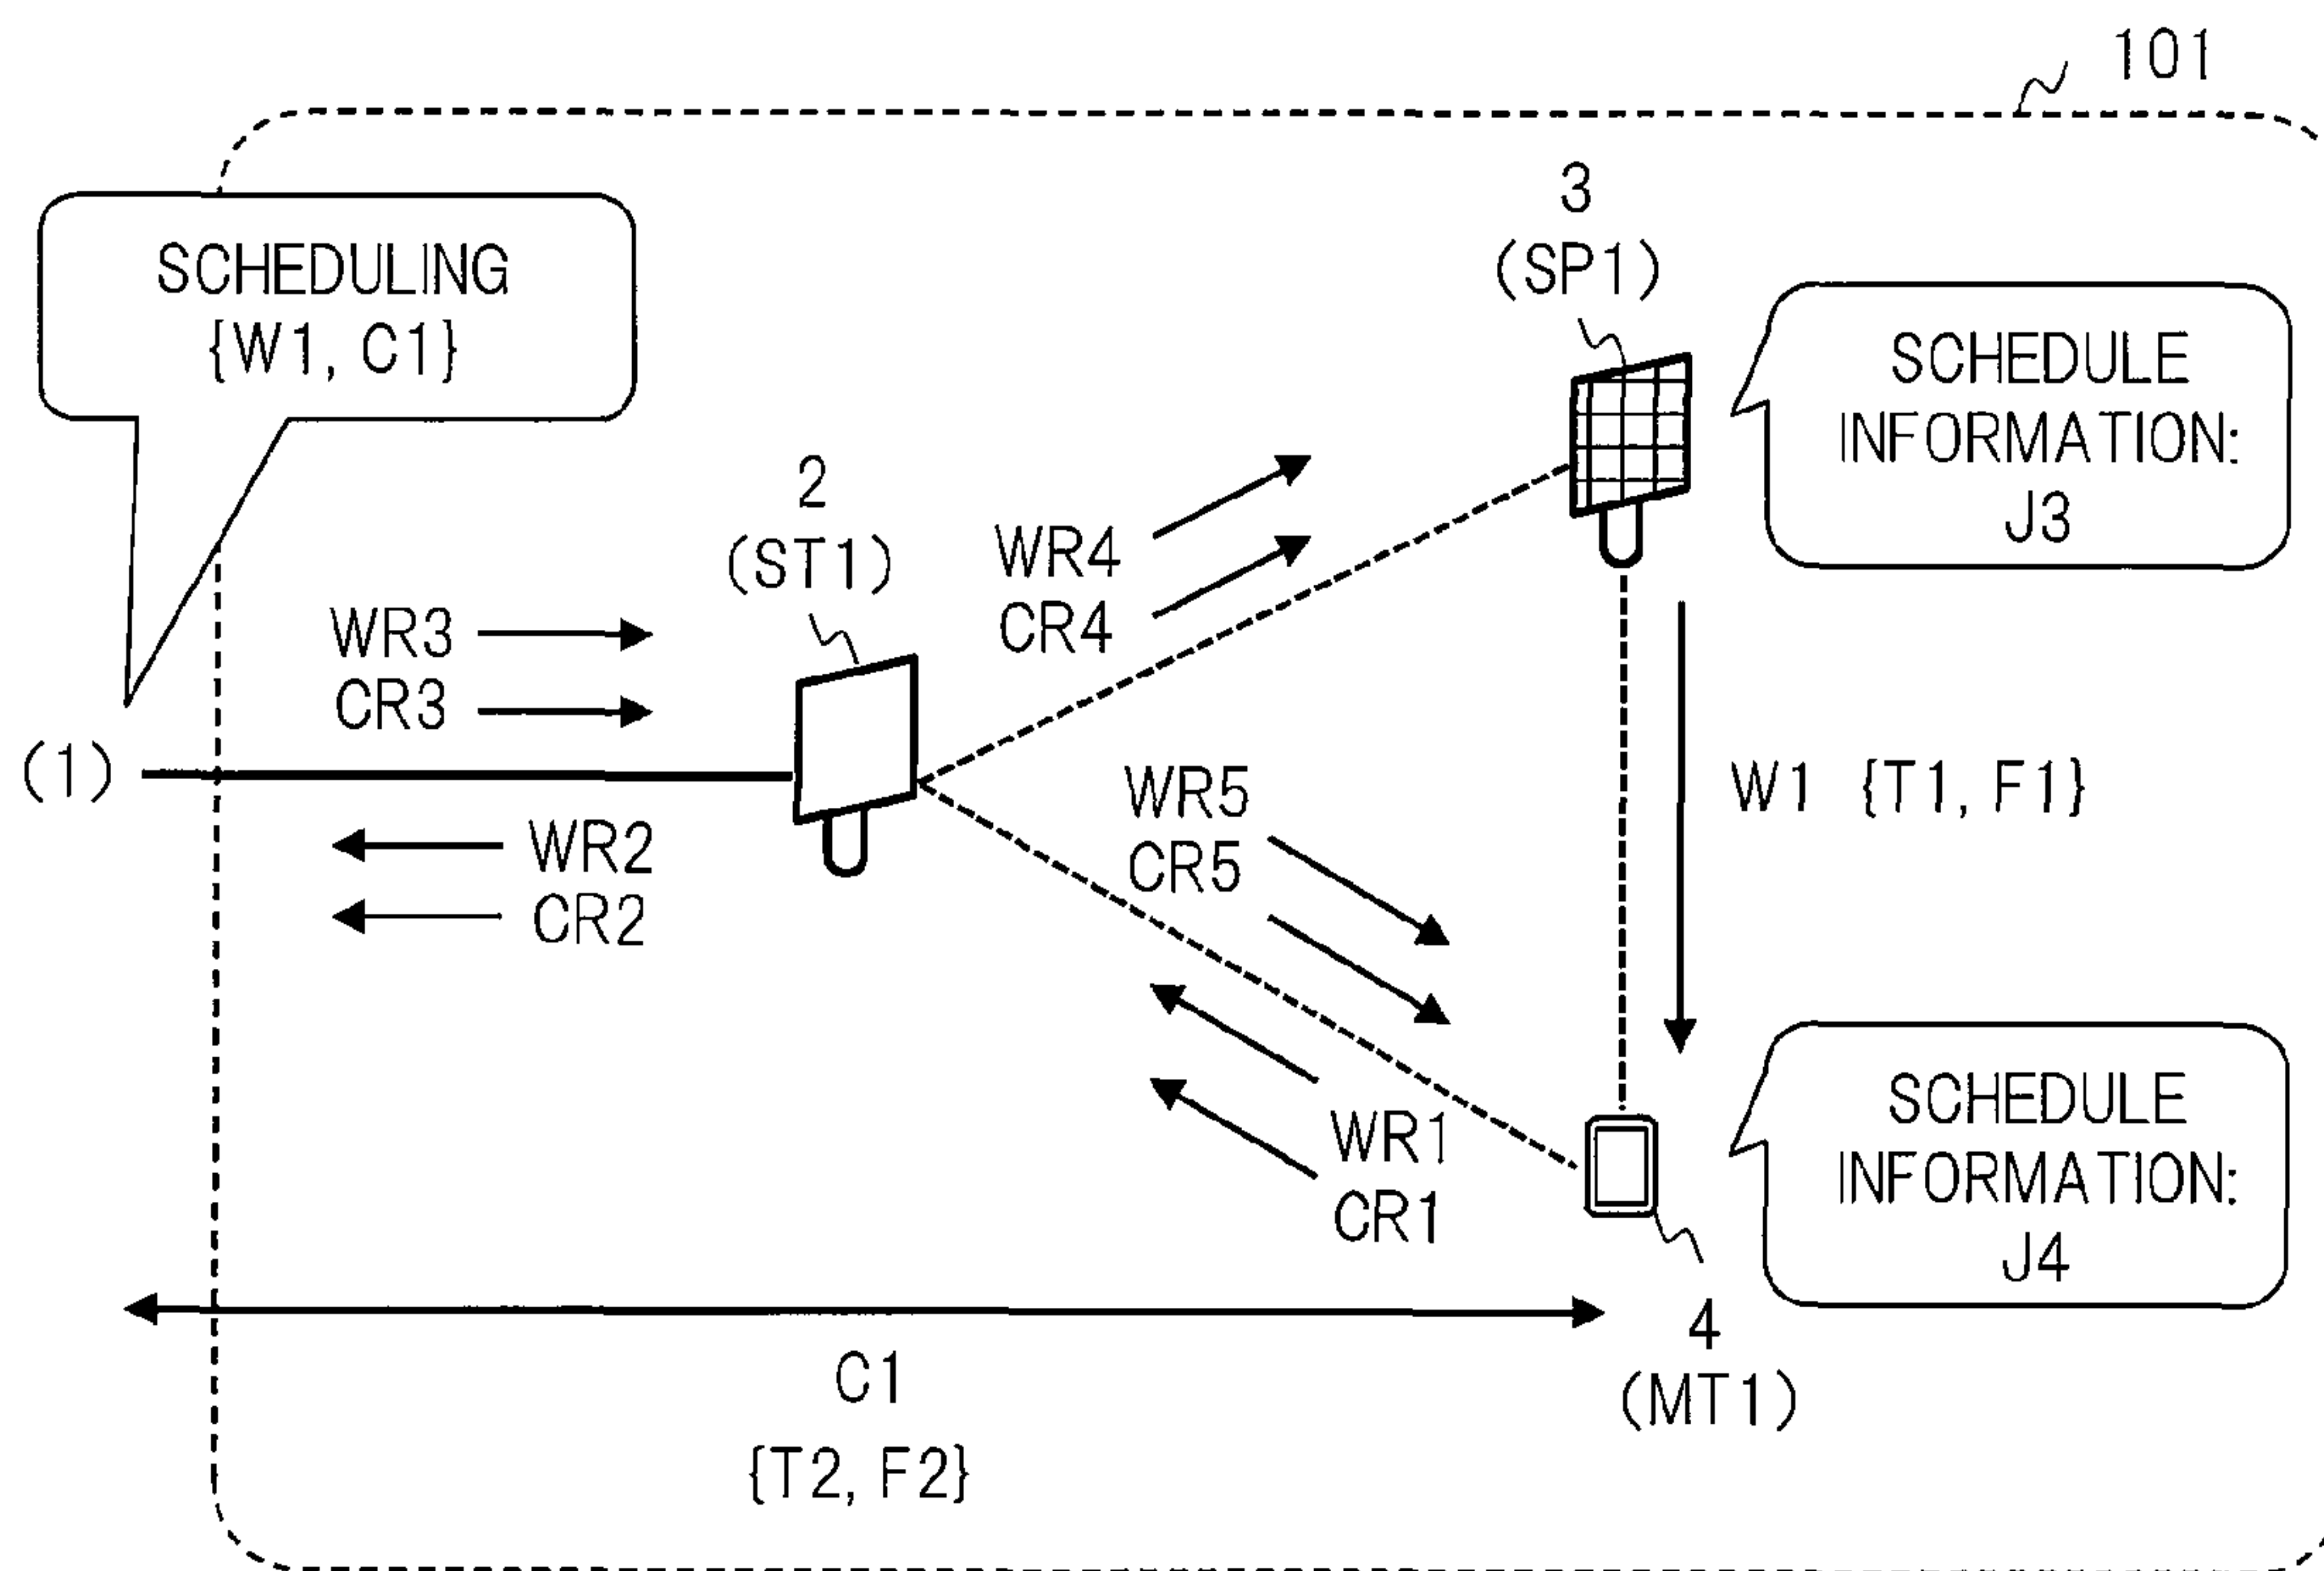 101
SCHEDULING
{W1, C1}
3
(SP1)
SCHEDULE
INFORMATION:
J3
2
(ST1)
WR4
CR4
WR3
CR3
(1)
WR5
CR5
W1 {T1, F1}
WR2
CR2
WR1
CR1
SCHEDULE
INFORMATION:
J4
4
(MT1)
C1
{T2, F2}